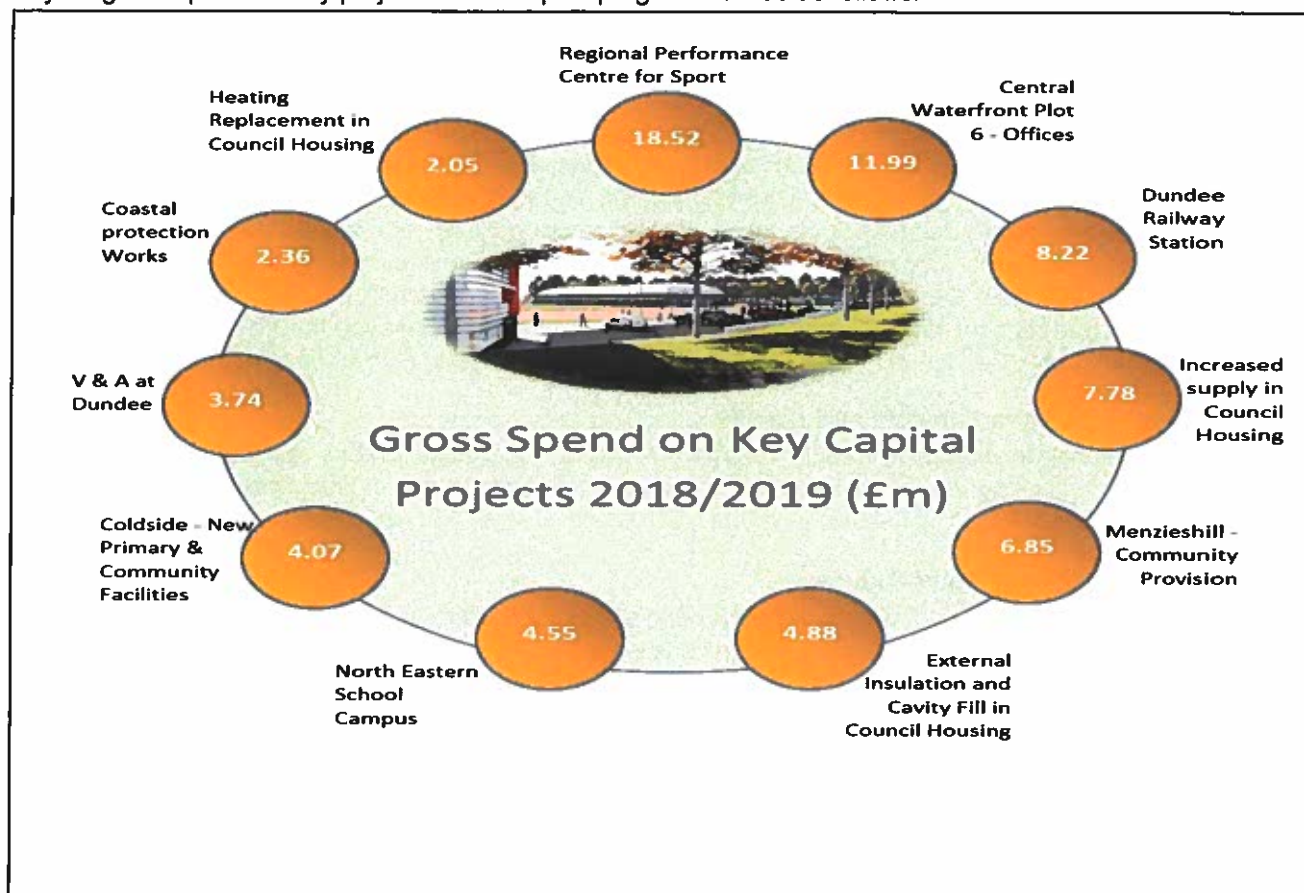 Regional Performance
Centre for Sport
18.52
Central
Waterfront Plot
6 - Offices
11.99
Dundee
Railway
Station
8.22
Increased
supply in
Council
Housing
7.78
Menzieshill -
Community
Provision
6.85
External
Insulation and
Cavity Fill in
Council Housing
4.88
North Eastern
School
Campus
4.55
Coldside - New
Primary &
Community
Facilities
4.07
V & A at
Dundee
3.74
Coastal
protection
Works
2.36
Heating
Replacement in
Council Housing
2.05
Gross Spend on Key Capital
Projects 2018/2019 (£m)